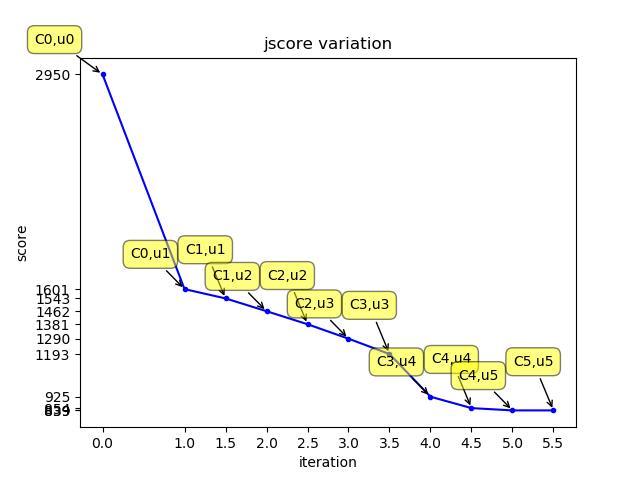 jscore variation
C0,u0
C0,u1
C1,u1
C1,u2
C2,u2
C2,u3
C3,u3
C3,u4
C4,u4
C4,u5
C5,u5
score
2950
1601
1543
1462
1381
1290
1193
925
0.0 1.0 1.5 2.0 2.5 3.0 3.5 4.0 4.5 5.0 5.5
iteration